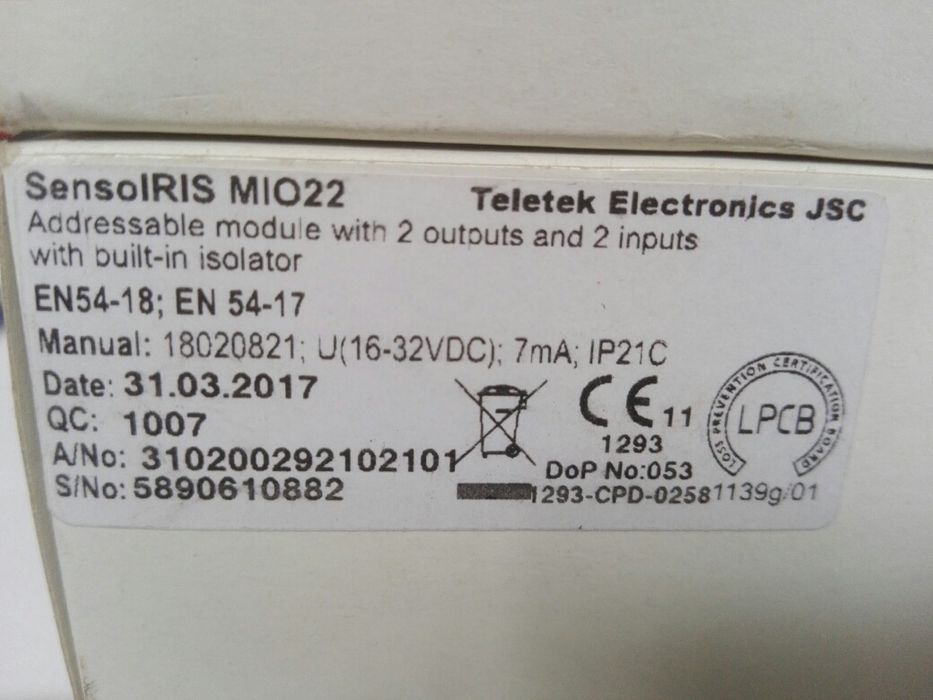 SensoIRIS MIO22
Teletek Electronics JSC
Addressable module with 2 outputs and 2 inputs
with built-in isolator
EN54-18; EN 54-17
Manual: 18020821; U(16-32VDC); 7mA; IP21C
Date: 31.03.2017
QC: 1007
A/No: 310200292102101
S/No: 5890610882
CE 11
1293
DoP No:053
1293-CPD-0258
LOSS PREVENTION CERTIFICATION BOARD
LPCB
1139g/01